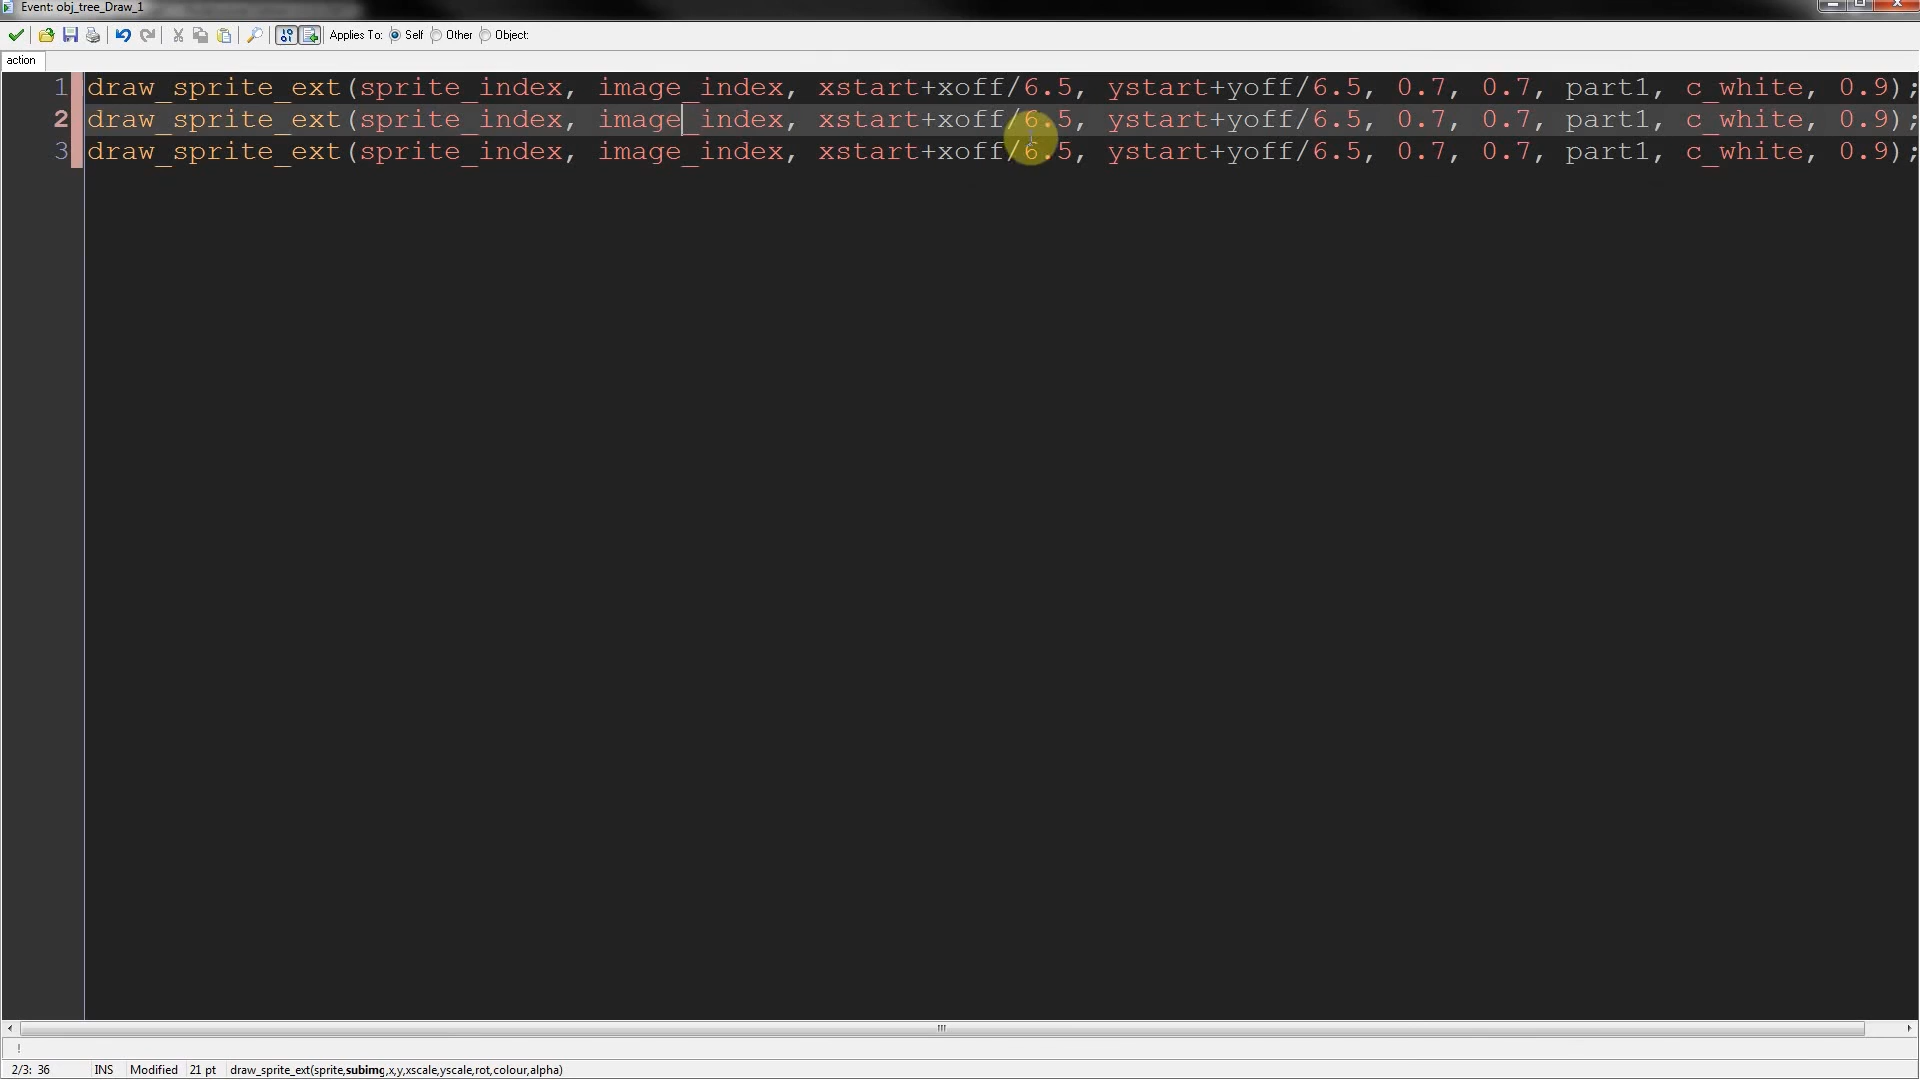 Event: obj_tree_Draw_1
Applies To: Self Other Object:
action
1 draw_sprite_ext(sprite_index, image_index, xstart+xoff/6.5, ystart+yoff/6.5, 0.7, 0.7, part1, c_white, 0.9);
2 draw_sprite_ext(sprite_index, image_index, xstart+xoff/6.5, ystart+yoff/6.5, 0.7, 0.7, part1, c_white, 0.9);
3 draw_sprite_ext(sprite_index, image_index, xstart+xoff/6.5, ystart+yoff/6.5, 0.7, 0.7, part1, c_white, 0.9);
!
2/3: 36 INS Modified 21 pt draw_sprite_ext(sprite,subimg,x,y,xscale,yscale,rot,colour,alpha)